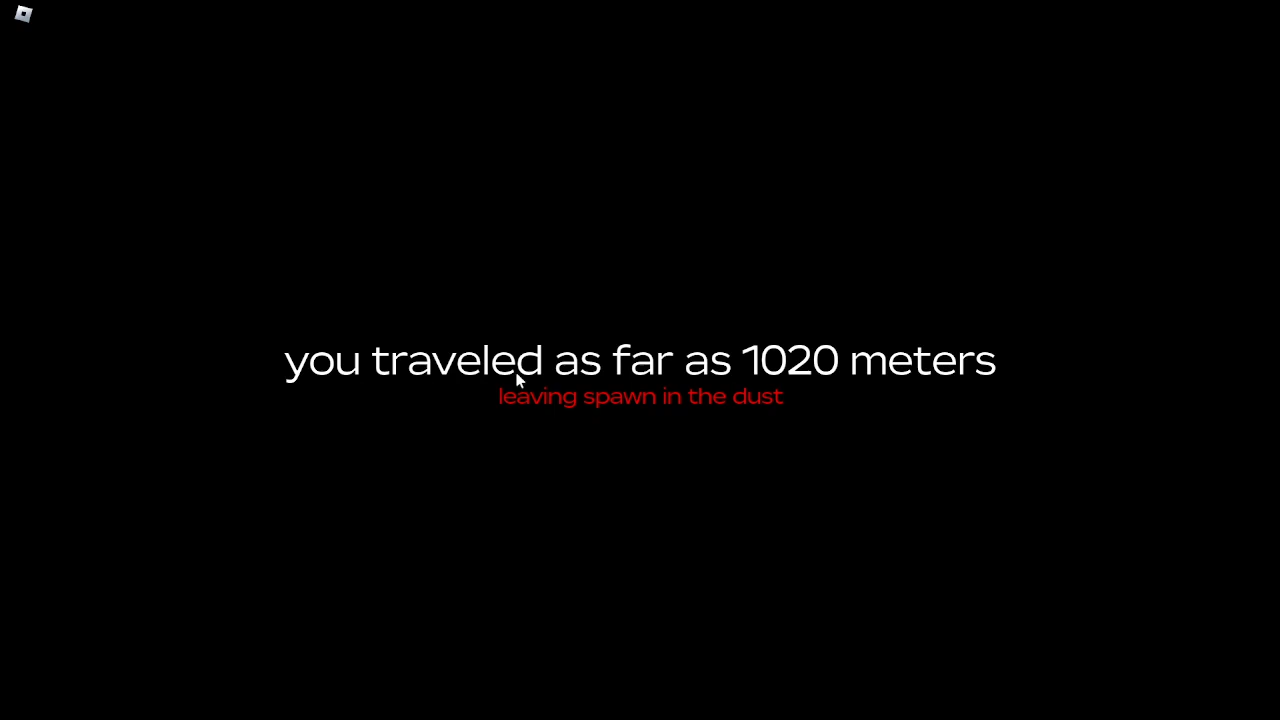 you traveled as far as 1020 meters
leaving spawn in the dust